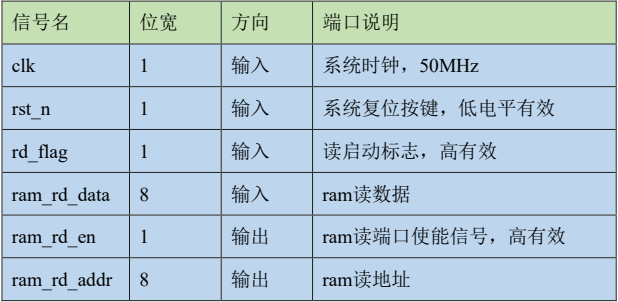 信号名 位宽 方向 端口说明
clk 1 输入 系统时钟，50MHz
rst_n 1 输入 系统复位按键，低电平有效
rd_flag 1 输入 读启动标志，高有效
ram_rd_data 8 输入 ram读数据
ram_rd_en 1 输出 ram读端口使能信号，高有效
ram_rd_addr 8 输出 ram读地址